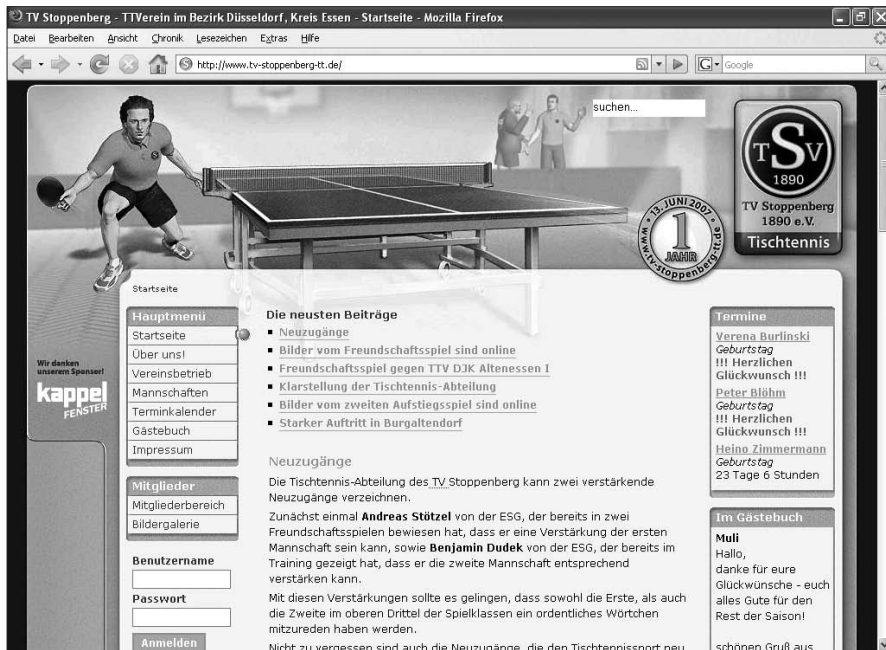 TV Stoppenberg - TTVerein im Bezirk Düsseldorf, Kreis Essen - Startseite - Mozilla Firefox
Datei Bearbeiten Ansicht Chronik Lesezeichen Extras Hilfe
http://www.tv-stoppenberg-tt.de/
G Google
suchen...
TSV
1890
TV Stoppenberg
1890 e.V.
Tischtennis
13. JUNI 2007
1
JAHR
www.tv-stoppenberg-tt.de
Startseite
Wir danken
unserem Sponsor!
kappel
FENSTER
Hauptmenü
Startseite
Über uns!
Vereinsbetrieb
Mannschaften
Terminkalender
Gästebuch
Impressum
Mitglieder
Mitgliederbereich
Bildergalerie
Benutzername
Passwort
Anmelden
Die neusten Beiträge
Neuzugänge
Bilder vom Freundschaftsspiel sind online
Freundschaftsspiel gegen TTV DJK Altenessen I
Klarstellung der Tischtennis-Abteilung
Bilder vom zweiten Aufstiegsspiel sind online
Starker Auftritt in Burgaltendorf
Neuzugänge
Die Tischtennis-Abteilung des TV Stoppenberg kann zwei verstärkende
Neuzugänge verzeichnen.
Zunächst einmal Andreas Stötzel von der ESG, der bereits in zwei
Freundschaftsspielen bewiesen hat, dass er eine Verstärkung der ersten
Mannschaft sein kann, sowie Benjamin Dudek von der ESG, der bereits im
Training gezeigt hat, dass er die zweite Mannschaft entsprechend
verstärken kann.
Mit diesen Verstärkungen sollte es gelingen, dass sowohl die Erste, als auch
die Zweite im oberen Drittel der Spielklassen ein ordentliches Wörtchen
mitzureden haben werden.
Nicht zu vergessen sind auch die Neuzugänge, die den Tischtennissport neu
Termine
Verena Burlinski
Geburtstag
!!! Herzlichen
Glückwunsch !!!
Peter Blöhm
Geburtstag
!!! Herzlichen
Glückwunsch !!!
Heino Zimmermann
Geburtstag
23 Tage 6 Stunden
Im Gästebuch
Muli
Hallo,
danke für eure
Glückwünsche - euch
alles Gute für den
Rest der Saison!
schönen Gruß aus